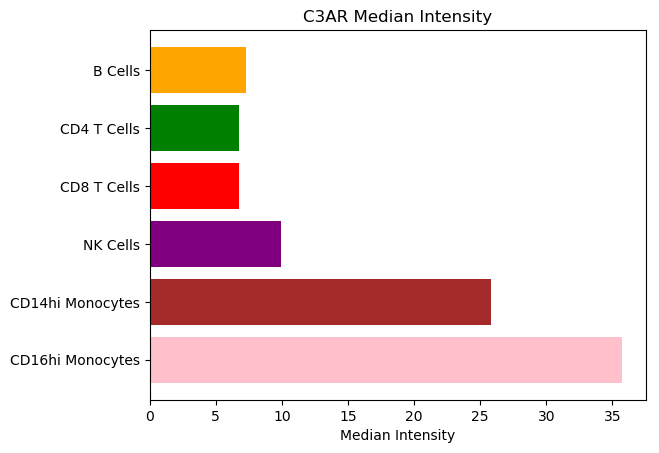 C3AR Median Intensity
B Cells
CD4 T Cells
CD8 T Cells
NK Cells
CD14hi Monocytes
CD16hi Monocytes
0 5 10 15 20 25 30 35
Median Intensity